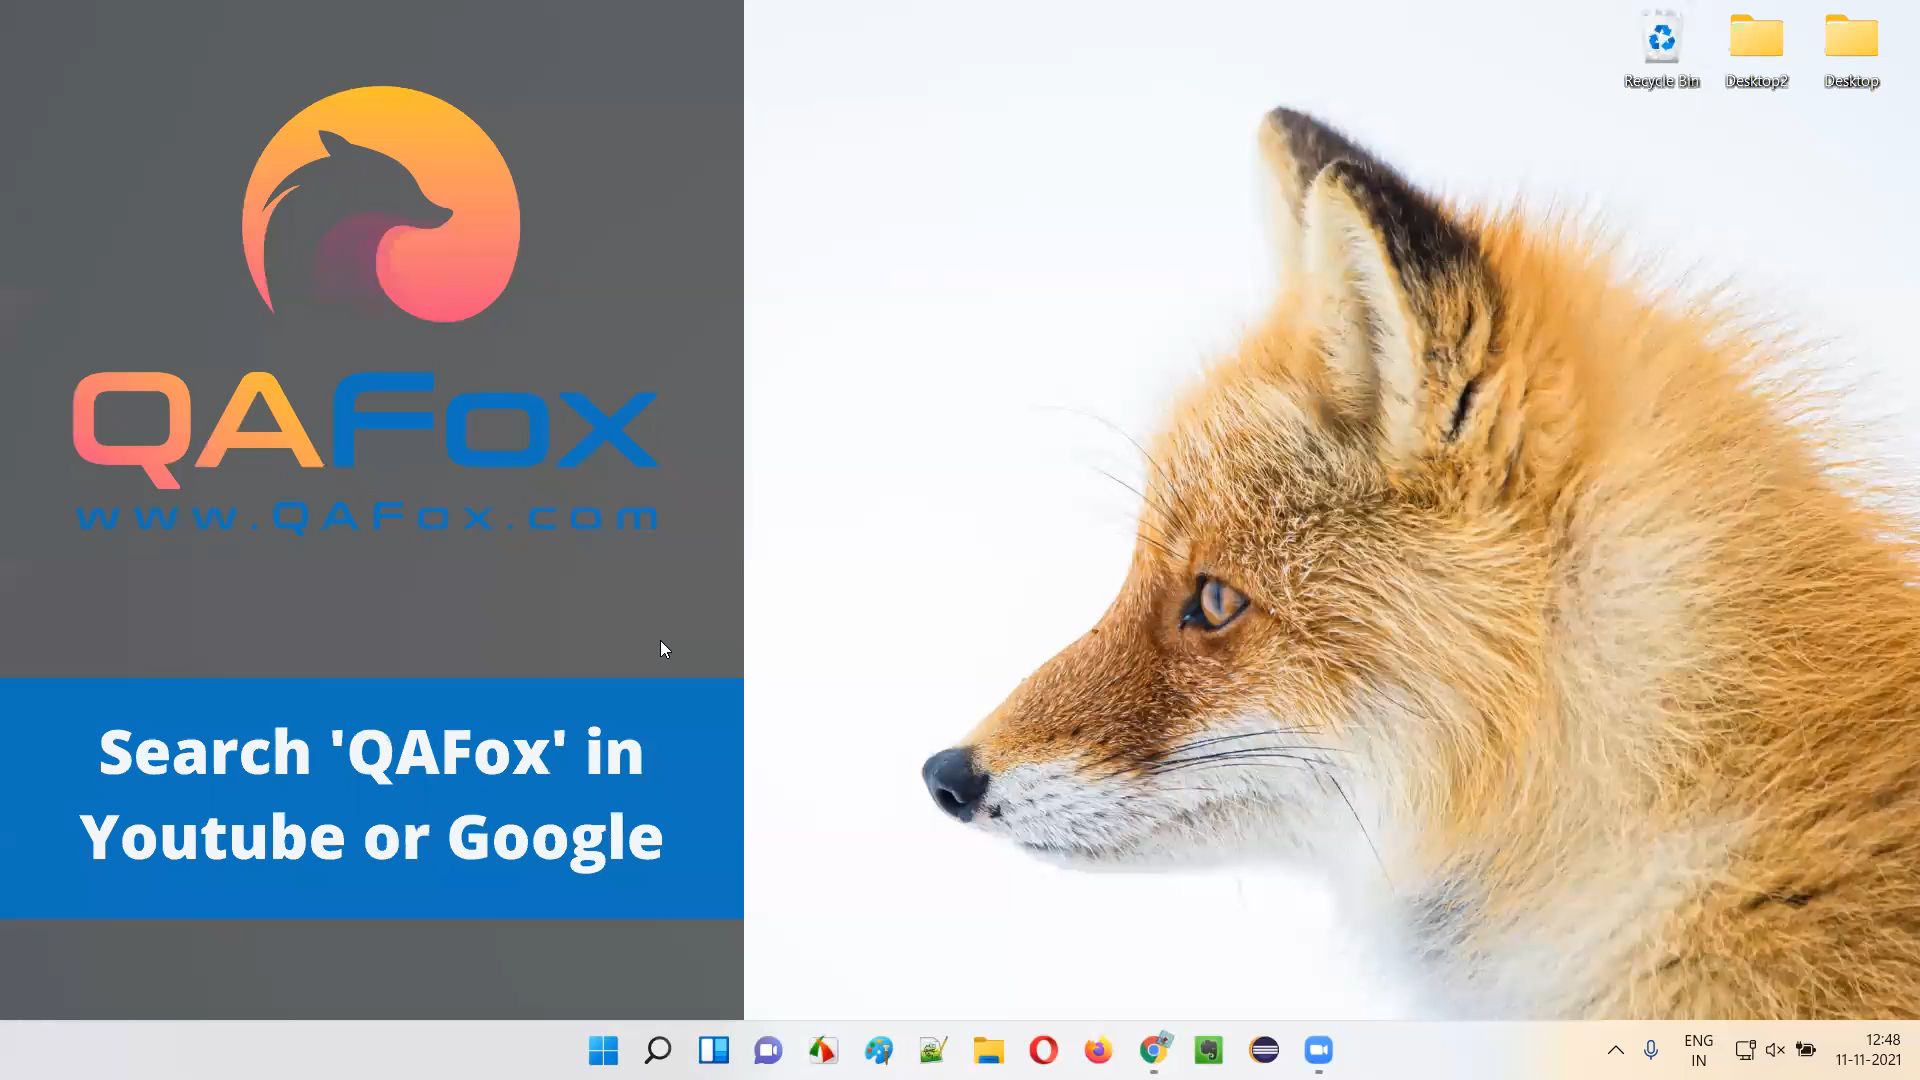 Recycle Bin
Desktop2
Desktop
QAFox
www.QAFox.com
Search 'QAFox' in
Youtube or Google
ENG
IN
12:48
11-11-2021